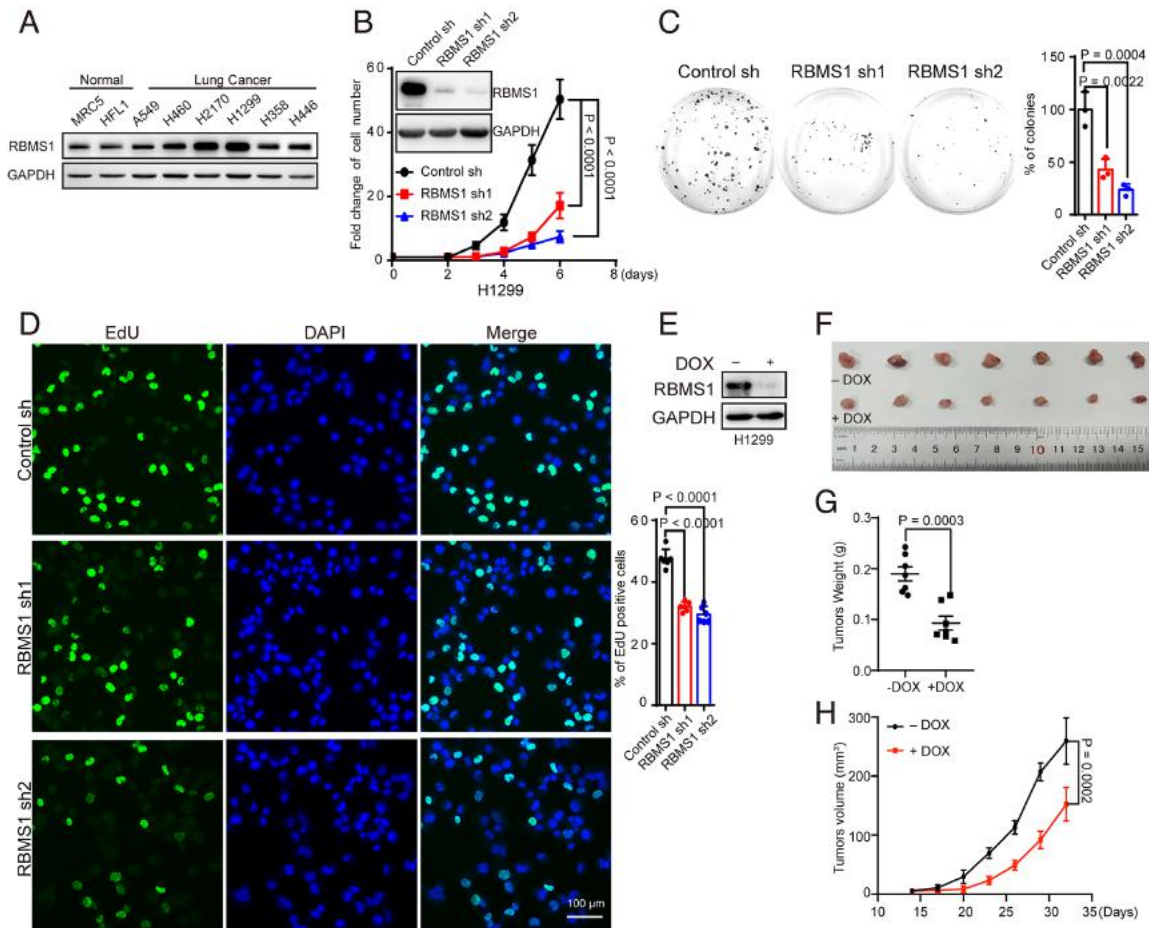 A
Normal
Lung Cancer
MRC5
HFL1
A549
H460
H2170
H1299
H358
H446
RBMS1
GAPDH
B
Control sh
RBMS1 sh1
RBMS1 sh2
RBMS1
GAPDH
Fold change of cell number
60
40
20
0
Control sh
RBMS1 sh1
RBMS1 sh2
P < 0.0001
P < 0.0001
0 2 4 6 8 (days)
H1299
C
Control sh
RBMS1 sh1
RBMS1 sh2
P = 0.0004
P = 0.0022
% of colonies
150
100
50
0
Control sh
RBMS1 sh1
RBMS1 sh2
D
EdU
DAPI
Merge
Control sh
RBMS1 sh1
RBMS1 sh2
100 µm
P < 0.0001
P < 0.0001
% of EdU positive cells
60
40
20
0
Control sh
RBMS1 sh1
RBMS1 sh2
E
DOX − +
RBMS1
GAPDH
H1299
F
− DOX
+ DOX
cm 1 2 3 4 5 6 7 8 9 10 11 12 13 14 15
G
P = 0.0003
Tumors Weight (g)
0.3
0.2
0.1
0.0
-DOX +DOX
H
− DOX
+ DOX
Tumors volume (mm³)
300
200
100
0
P = 0.0002
10 15 20 25 30 35 (Days)